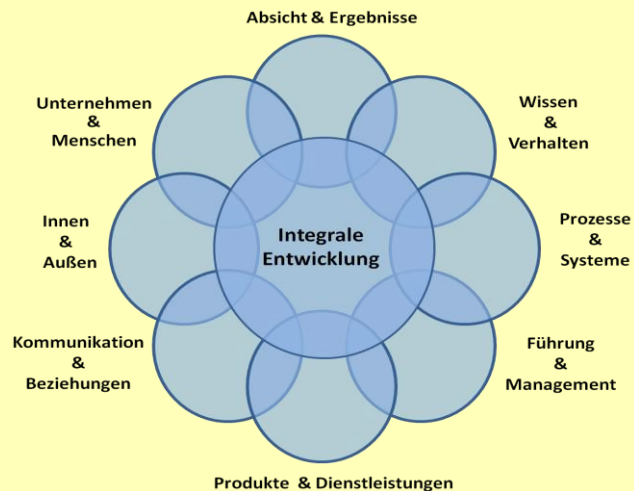 Absicht & Ergebnisse
Unternehmen
&
Menschen
Wissen
&
Verhalten
Innen
&
Außen
Integrale
Entwicklung
Prozesse
&
Systeme
Kommunikation
&
Beziehungen
Führung
&
Management
Produkte & Dienstleistungen